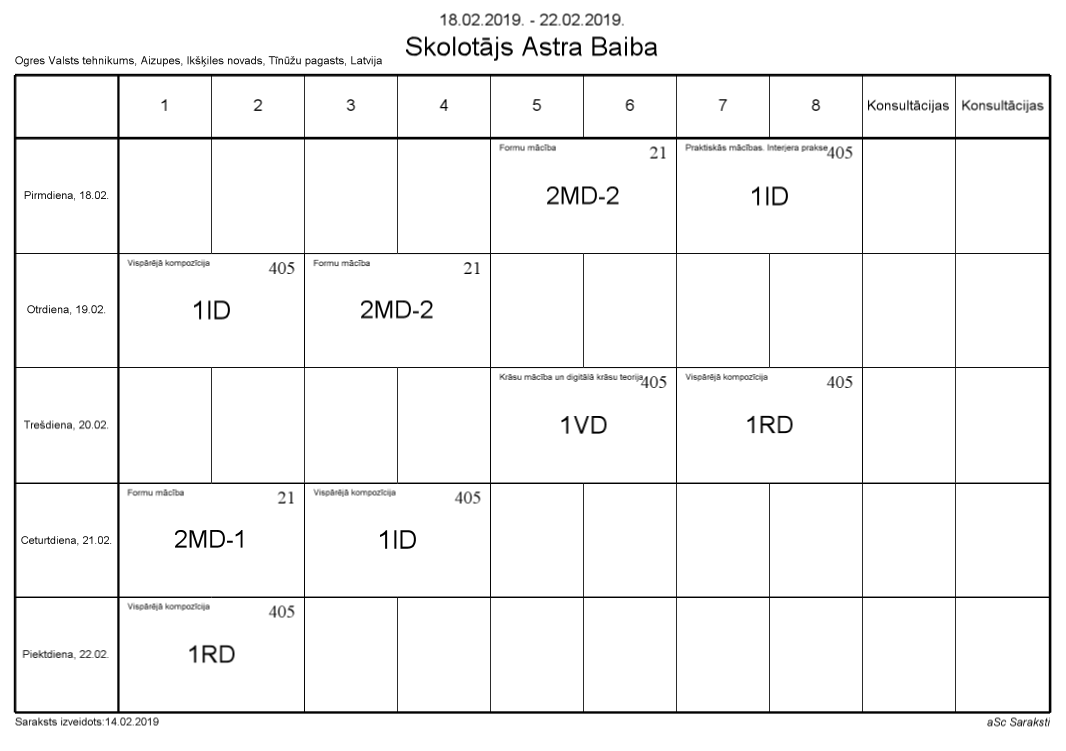 18.02.2019. - 22.02.2019.
Skolotājs Astra Baiba
Ogres Valsts tehnikums, Aizupes, Ikšķiles novads, Tīnūžu pagasts, Latvija
1 2 3 4 5 6 7 8 Konsultācijas Konsultācijas
Pirmdiena, 18.02.
Formu mācība 21
2MD-2
Praktiskās mācības. Interjera prakse 405
1ID
Otrdiena, 19.02.
Vispārējā kompozīcija 405
1ID
Formu mācība 21
2MD-2
Trešdiena, 20.02.
Krāsu mācība un digitālā krāsu teorija 405
1VD
Vispārējā kompozīcija 405
1RD
Ceturtdiena, 21.02.
Formu mācība 21
2MD-1
Vispārējā kompozīcija 405
1ID
Piektdiena, 22.02.
Vispārējā kompozīcija 405
1RD
Saraksts izveidots:14.02.2019
aSc Saraksti